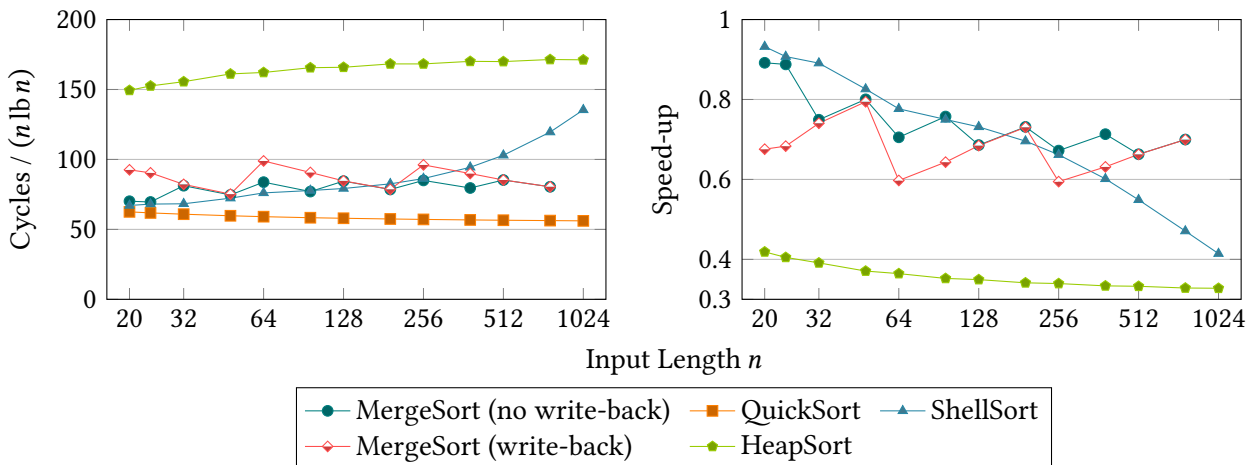 Cycles / (n lb n)
200
150
100
50
0
20 32 64 128 256 512 1024
Speed-up
1
0.8
0.6
0.4
0.3
20 32 64 128 256 512 1024
Input Length n
MergeSort (no write-back) QuickSort ShellSort
MergeSort (write-back) HeapSort